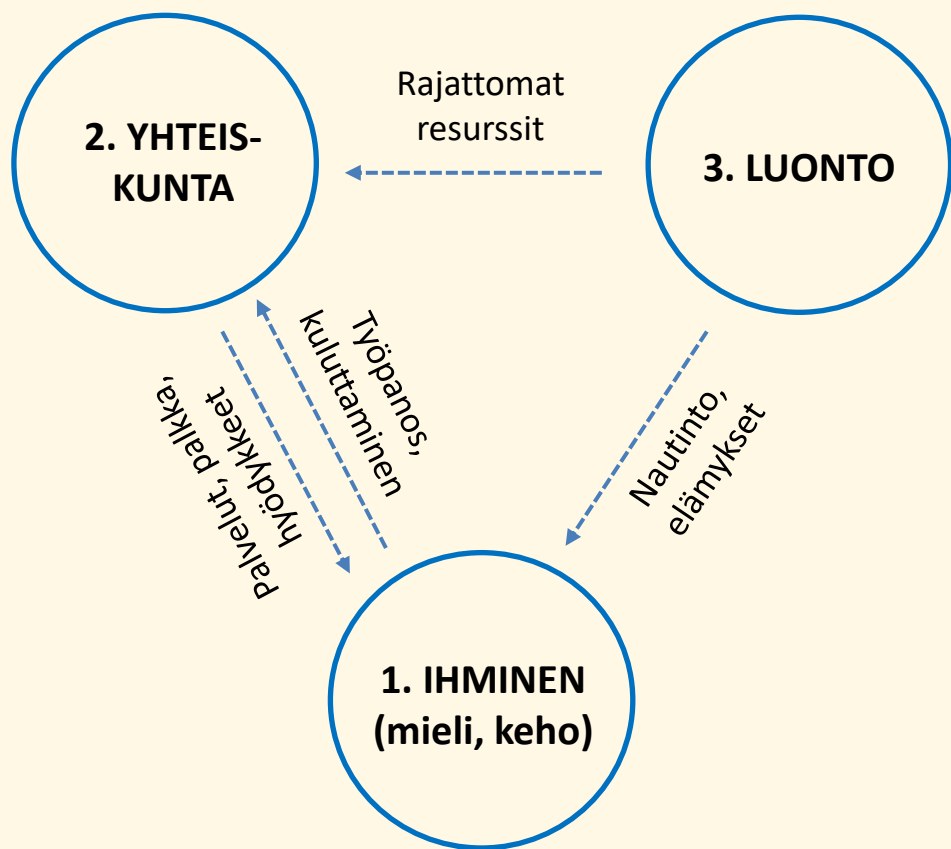 Rajattomat
resurssit
2. YHTEIS-
KUNTA
3. LUONTO
Työpanos,
kuluttaminen
Palvelut, palkka,
hyödykkeet
Nautinto,
elämykset
1. IHMINEN
(mieli, keho)